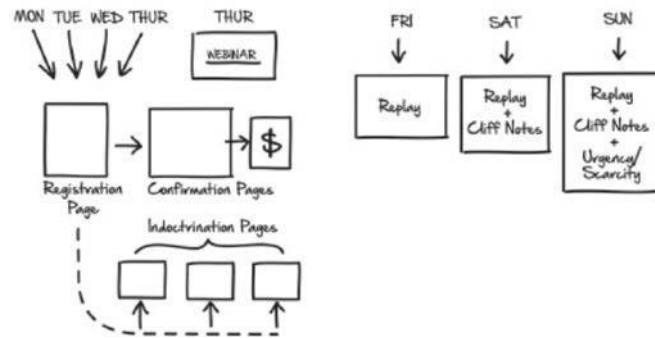 MON TUE WED THUR
THUR
WEBINAR
Registration
Page
Confirmation Pages
$
Indoctrination Pages
FRI
SAT
SUN
Replay
Replay
+
Cliff Notes
Replay
+
Cliff Notes
+
Urgency/
Scarcity